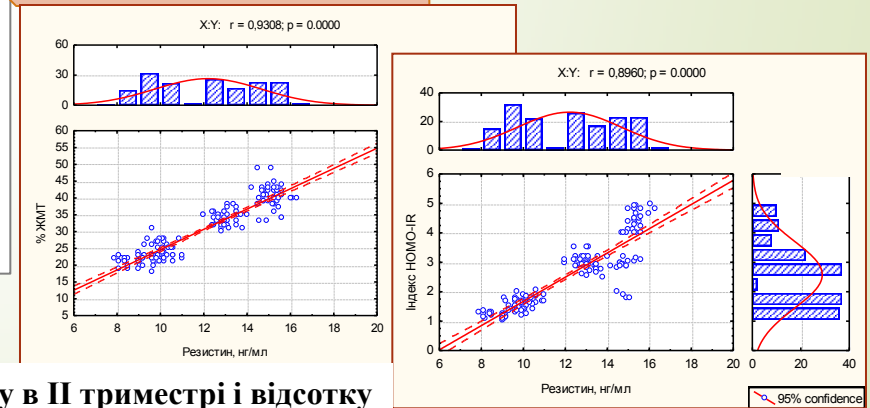 X:Y: r = 0,9308; p = 0.0000
60
30
0
60
55
50
45
40
35
30
25
20
15
10
5
% ЖМТ
6 8 10 12 14 16 18 20
Резистин, нг/мл
X:Y: r = 0,8960; p = 0.0000
40
20
0
6
5
4
3
2
1
0
Індекс HOMO-IR
6 8 10 12 14 16 18 20
Резистин, нг/мл
0 20 40
95% confidence
у в ІІ триместрі і відсотку